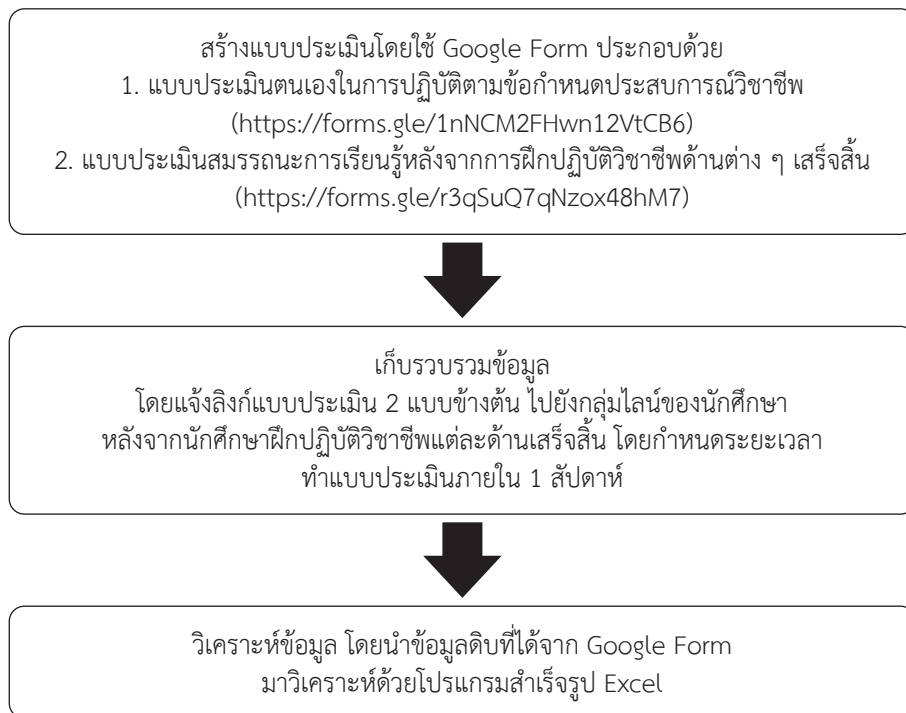 สร้างแบบประเมินโดยใช้ Google Form ประกอบด้วย
1. แบบประเมินตนเองในการปฏิบัติตามข้อกำหนดประสบการณ์วิชาชีพ
(https://forms.gle/1nNCM2FHwn12VtCB6)
2. แบบประเมินสมรรถนะการเรียนรู้หลังจากการฝึกปฏิบัติวิชาชีพด้านต่าง ๆ เสร็จสิ้น
(https://forms.gle/r3qSuQ7qNzox48hM7)
เก็บรวบรวมข้อมูล
โดยแจ้งลิงก์แบบประเมิน 2 แบบข้างต้น ไปยังกลุ่มไลน์ของนักศึกษา
หลังจากนักศึกษาฝึกปฏิบัติวิชาชีพแต่ละด้านเสร็จสิ้น โดยกำหนดระยะเวลา
ทำแบบประเมินภายใน 1 สัปดาห์
วิเคราะห์ข้อมูล โดยนำข้อมูลดิบที่ได้จาก Google Form
มาวิเคราะห์ด้วยโปรแกรมสำเร็จรูป Excel